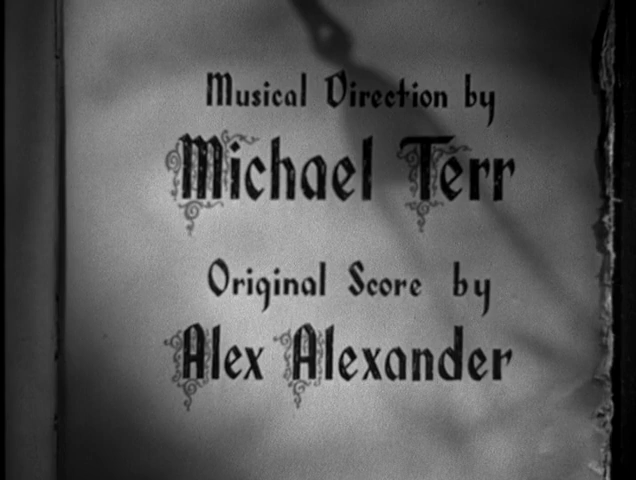 Musical Direction by
Michael Terr
Original Score by
Alex Alexander